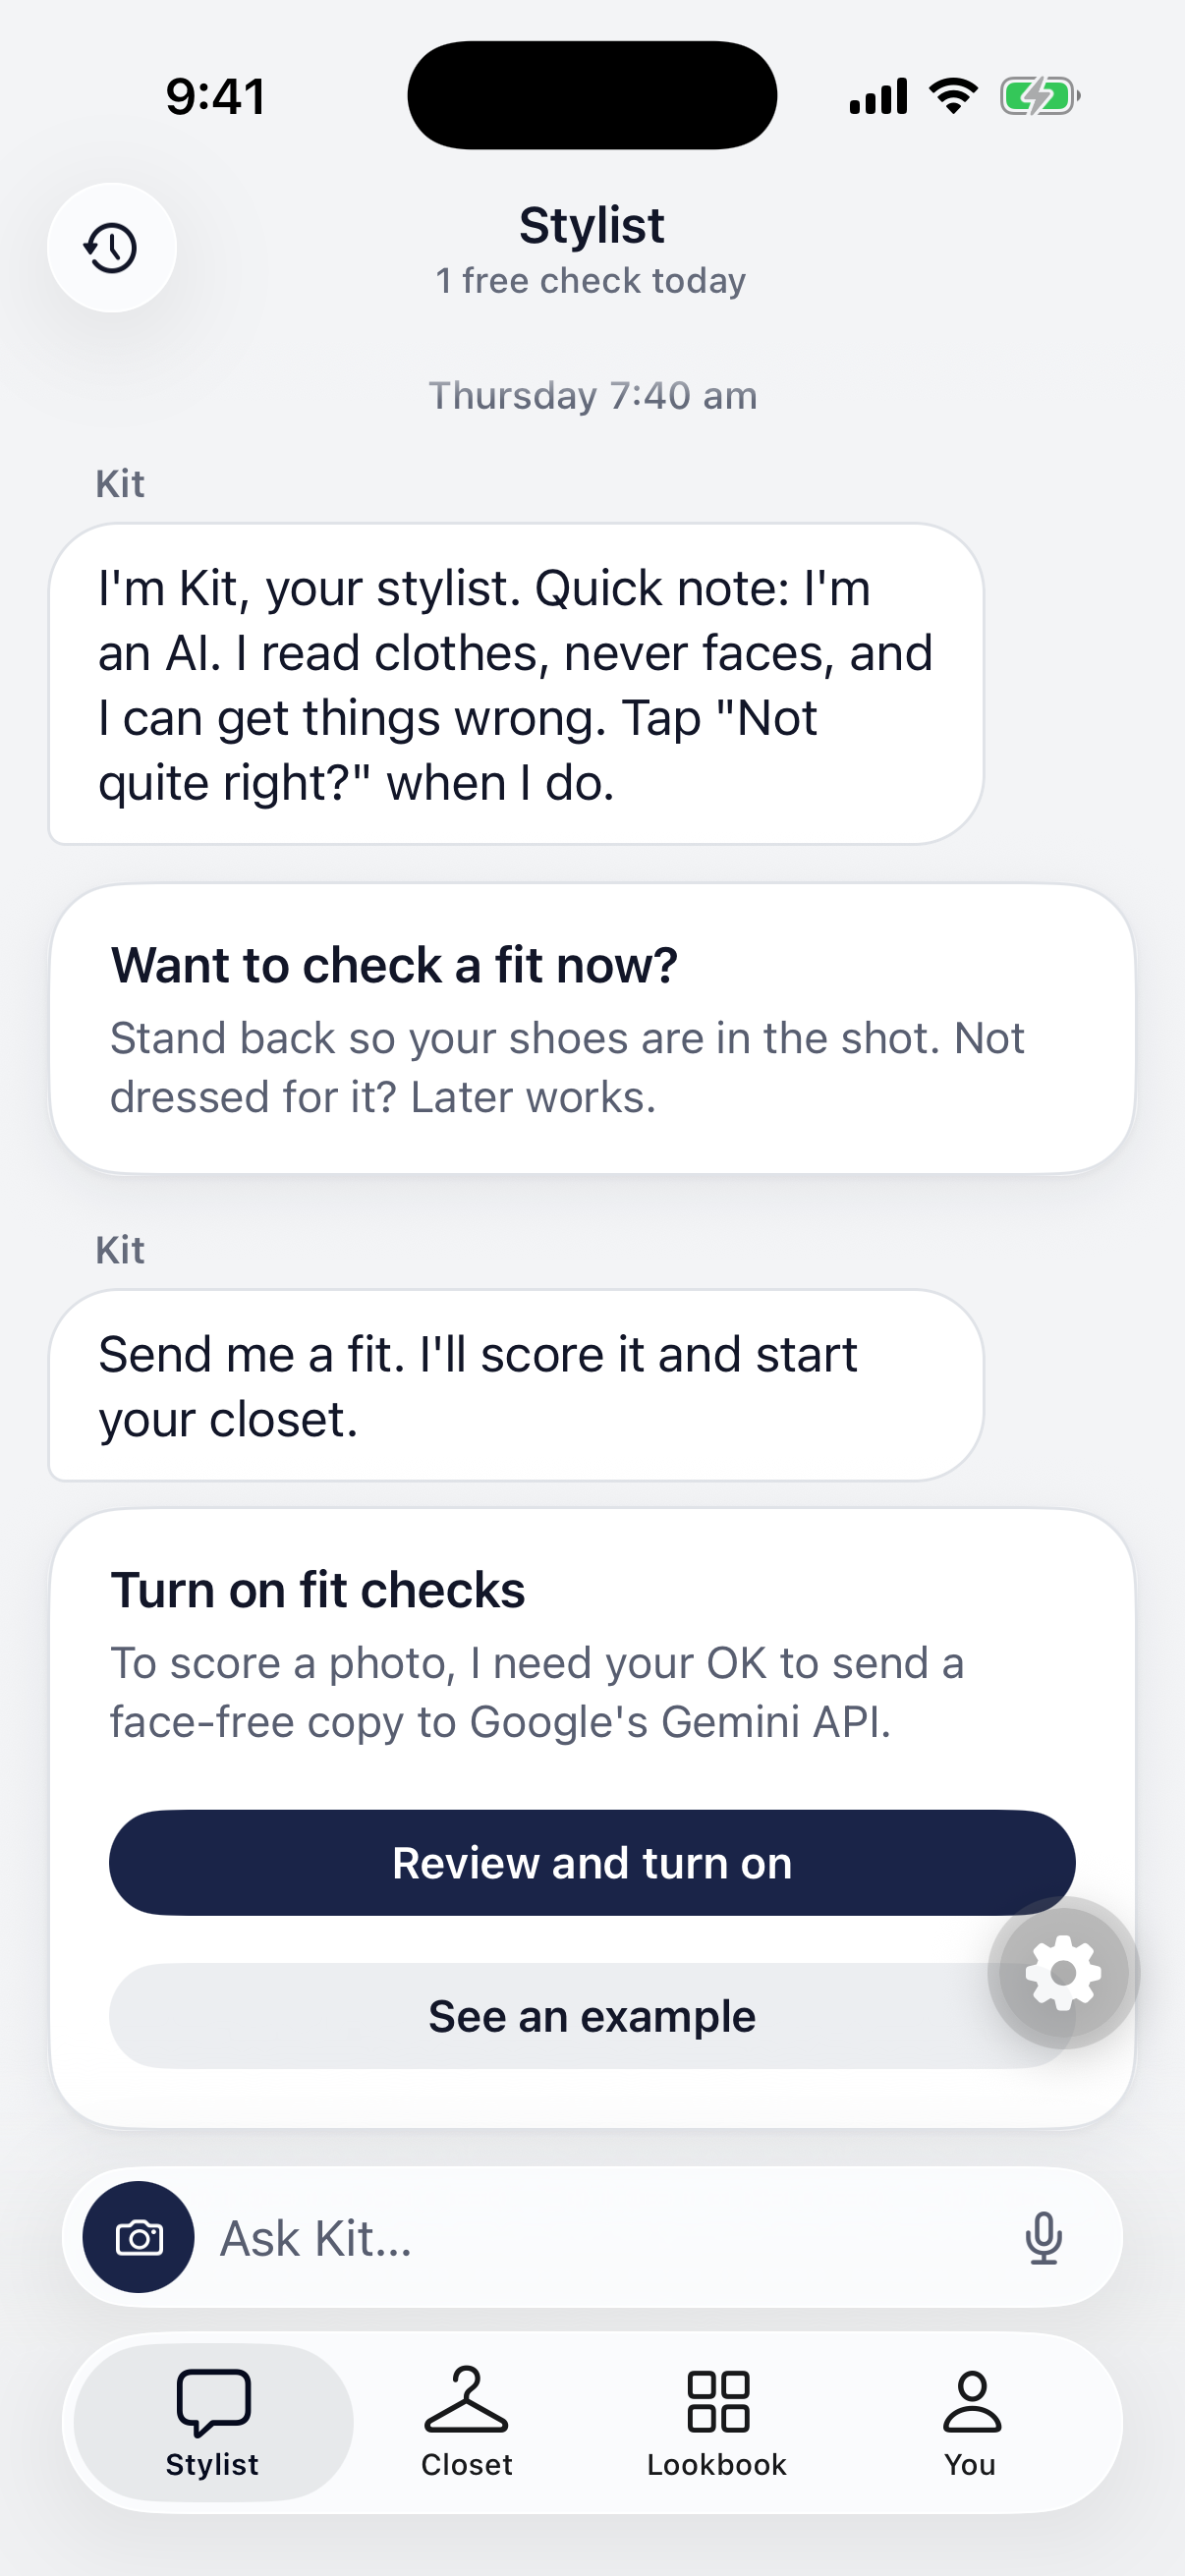 9:41
Stylist
1 free check today
Thursday 7:40 am
Kit
I'm Kit, your stylist. Quick note: I'm
an AI. I read clothes, never faces, and
I can get things wrong. Tap "Not
quite right?" when I do.
Want to check a fit now?
Stand back so your shoes are in the shot. Not
dressed for it? Later works.
Kit
Send me a fit. I'll score it and start
your closet.
Turn on fit checks
To score a photo, I need your OK to send a
face-free copy to Google's Gemini API.
Review and turn on
See an example
Ask Kit...
Stylist
Closet
Lookbook
You